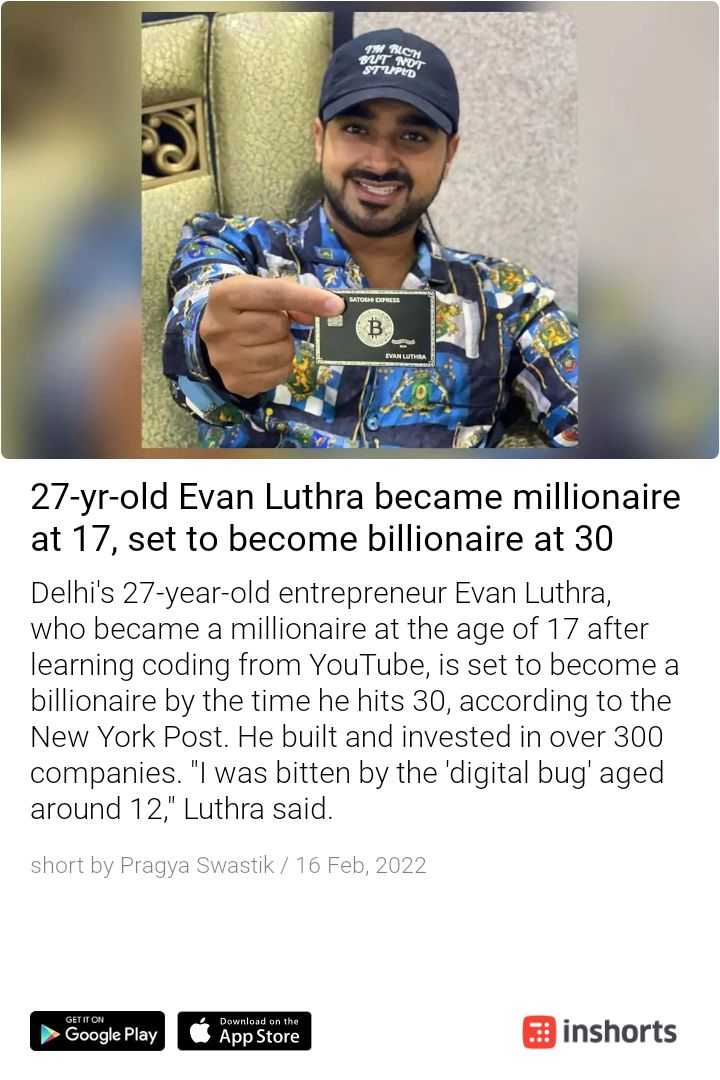 I'M RICH
BUT NOT
STUPID
SATOSHI EXPRESS
B
EVAN LUTHRA
27-yr-old Evan Luthra became millionaire
at 17, set to become billionaire at 30
Delhi's 27-year-old entrepreneur Evan Luthra,
who became a millionaire at the age of 17 after
learning coding from YouTube, is set to become a
billionaire by the time he hits 30, according to the
New York Post. He built and invested in over 300
companies. "I was bitten by the 'digital bug' aged
around 12," Luthra said.
short by Pragya Swastik / 16 Feb, 2022
GET IT ON
Google Play
Download on the
App Store
inshorts